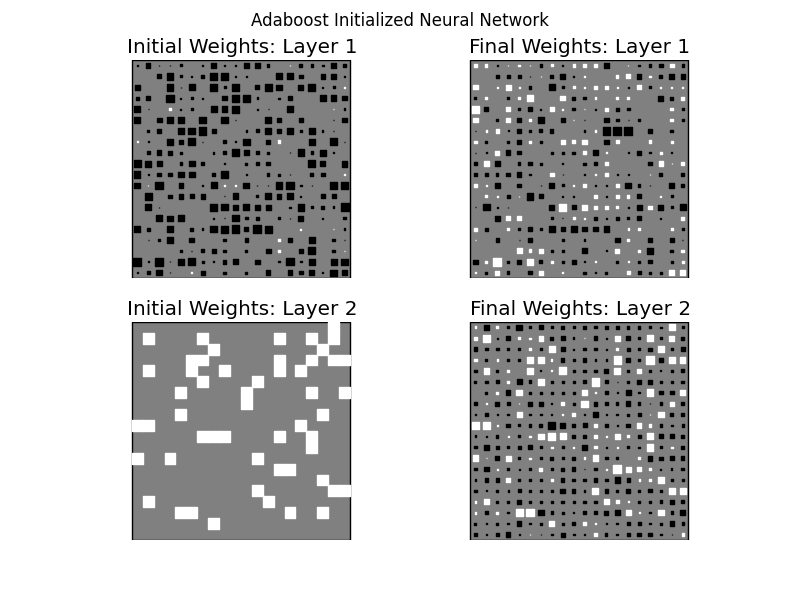 Adaboost Initialized Neural Network
Initial Weights: Layer 1
Final Weights: Layer 1
Initial Weights: Layer 2
Final Weights: Layer 2